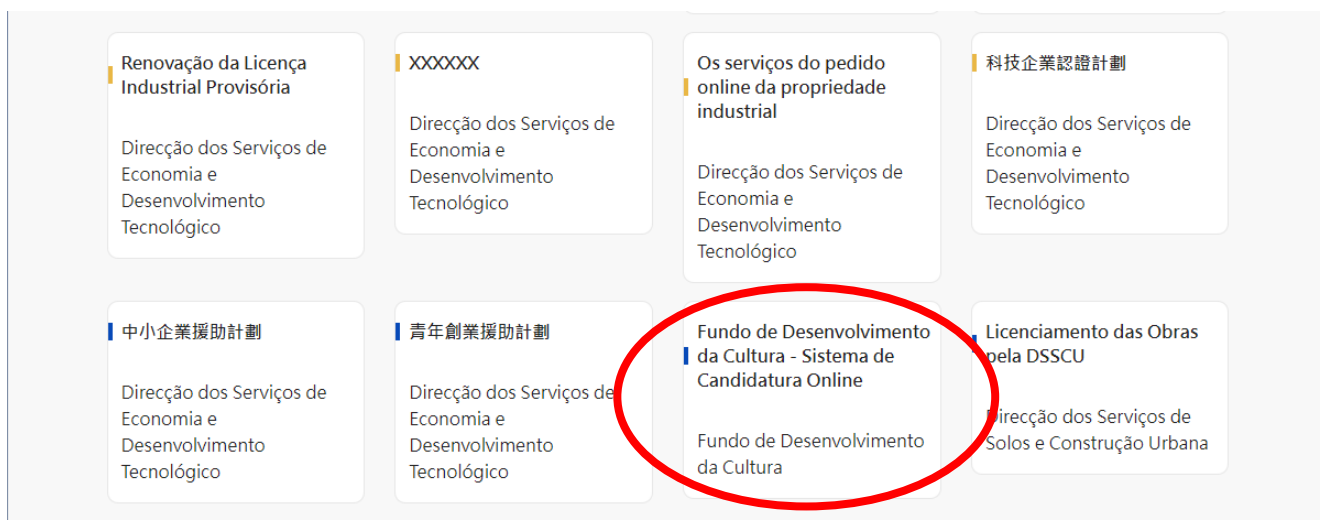 Renovação da Licença
Industrial Provisória
Direcção dos Serviços de
Economia e
Desenvolvimento
Tecnológico
XXXXXX
Direcção dos Serviços de
Economia e
Desenvolvimento
Tecnológico
Os serviços do pedido
online da propriedade
industrial
Direcção dos Serviços de
Economia e
Desenvolvimento
Tecnológico
科技企業認證計劃
Direcção dos Serviços de
Economia e
Desenvolvimento
Tecnológico
中小企業援助計劃
Direcção dos Serviços de
Economia e
Desenvolvimento
Tecnológico
青年創業援助計劃
Direcção dos Serviços de
Economia e
Desenvolvimento
Tecnológico
Fundo de Desenvolvimento
da Cultura - Sistema de
Candidatura Online
Fundo de Desenvolvimento
da Cultura
Licenciamento das Obras
pela DSSCU
Direcção dos Serviços de
Solos e Construção Urbana